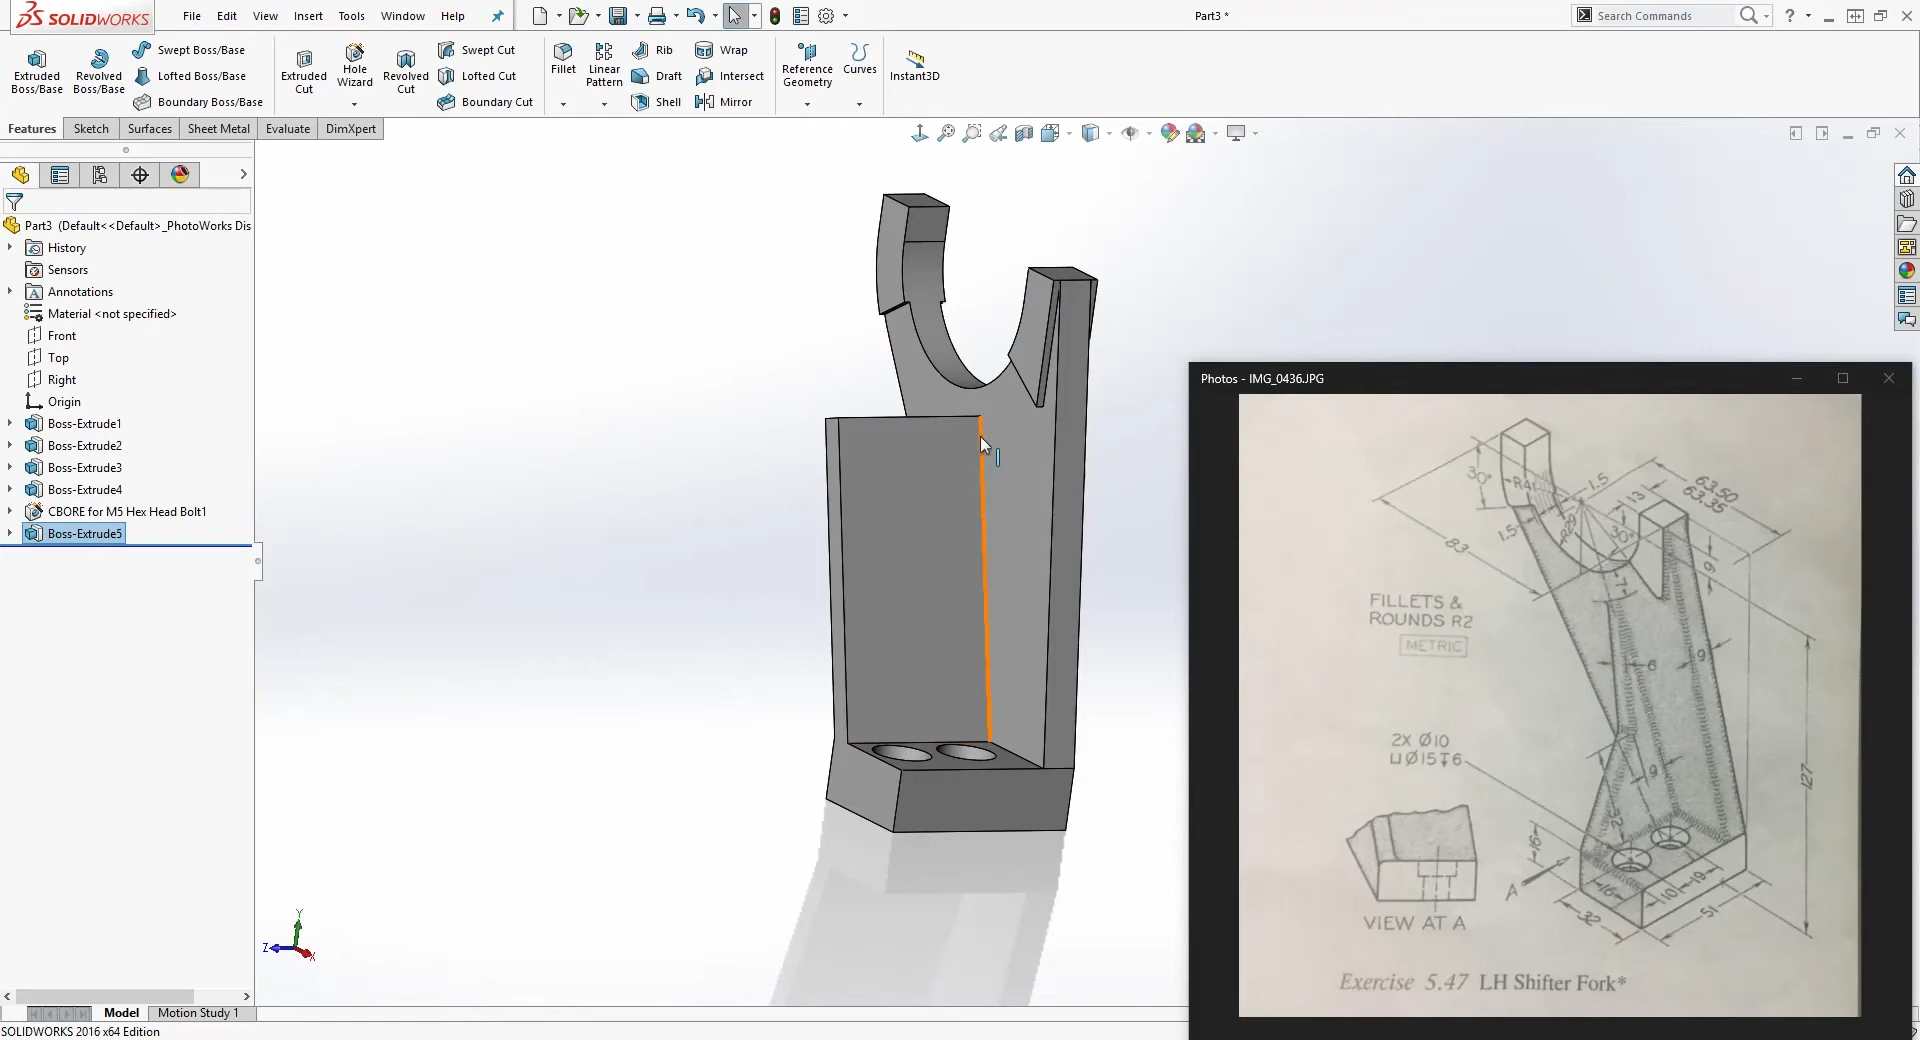 SOLIDWORKS
File Edit View Insert Tools Window Help
Part3 *
Search Commands
Extruded Boss/Base
Revolved Boss/Base
Swept Boss/Base
Lofted Boss/Base
Boundary Boss/Base
Extruded Cut
Hole Wizard
Revolved Cut
Swept Cut
Lofted Cut
Boundary Cut
Fillet
Linear Pattern
Rib
Draft
Shell
Wrap
Intersect
Mirror
Reference Geometry
Curves
Instant3D
Features Sketch Surfaces Sheet Metal Evaluate DimXpert
Part3 (Default<<Default>_PhotoWorks Dis
History
Sensors
Annotations
Material <not specified>
Front
Top
Right
Origin
Boss-Extrude1
Boss-Extrude2
Boss-Extrude3
Boss-Extrude4
CBORE for M5 Hex Head Bolt1
Boss-Extrude5
Y
Z
X
Model Motion Study 1
SOLIDWORKS 2016 x64 Edition
Photos - IMG_0436.JPG
30°
1.5
13
63.50
63.35
1.5
R29
30°
83
7
9
FILLETS &
ROUNDS R2
METRIC
6
9
2X Ø10
⌴Ø15↧6
9
127
32
16
A
16
10
19
32
51
VIEW AT A
Exercise 5.47 LH Shifter Fork*